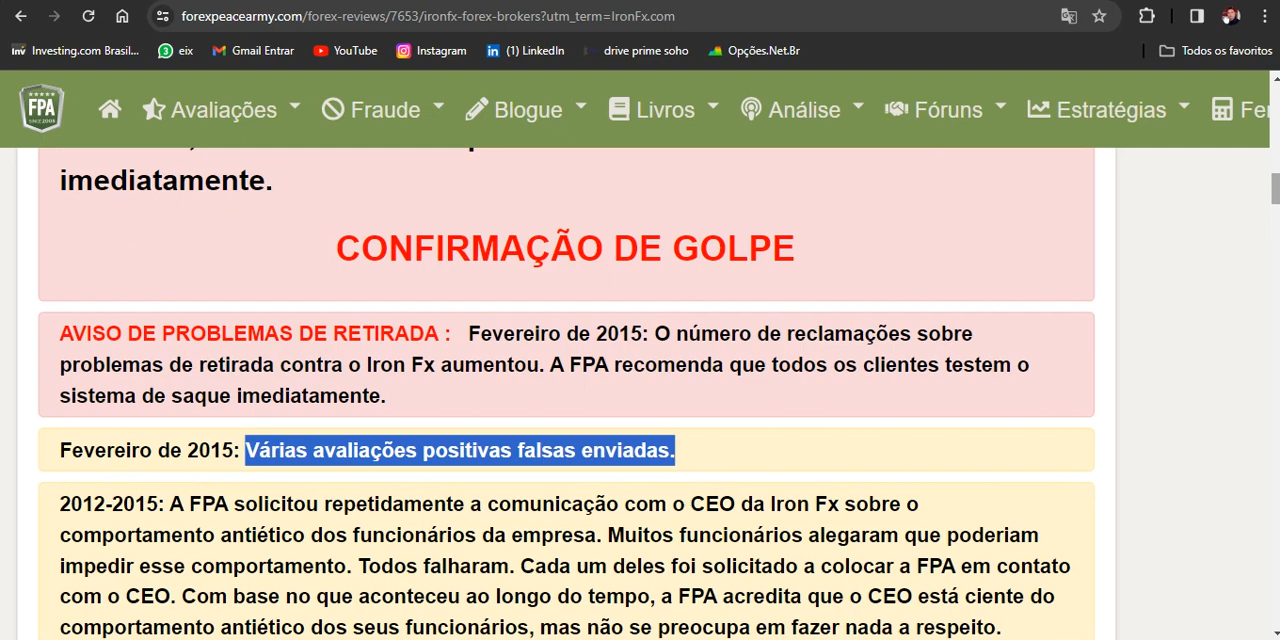 forexpeacearmy.com/forex-reviews/7653/ironfx-forex-brokers?utm_term=IronFx.com
Investing.com Brasil... 3 eix Gmail Entrar YouTube Instagram (1) LinkedIn drive prime soho Opções.Net.Br Todos os favoritos
FPA SINCE 2008 Avaliações Fraude Blogue Livros Análise Fóruns Estratégias Fer
imediatamente.
CONFIRMAÇÃO DE GOLPE
AVISO DE PROBLEMAS DE RETIRADA : Fevereiro de 2015: O número de reclamações sobre
problemas de retirada contra o Iron Fx aumentou. A FPA recomenda que todos os clientes testem o
sistema de saque imediatamente.
Fevereiro de 2015: Várias avaliações positivas falsas enviadas.
2012-2015: A FPA solicitou repetidamente a comunicação com o CEO da Iron Fx sobre o
comportamento antiético dos funcionários da empresa. Muitos funcionários alegaram que poderiam
impedir esse comportamento. Todos falharam. Cada um deles foi solicitado a colocar a FPA em contato
com o CEO. Com base no que aconteceu ao longo do tempo, a FPA acredita que o CEO está ciente do
comportamento antiético dos seus funcionários, mas não se preocupa em fazer nada a respeito.